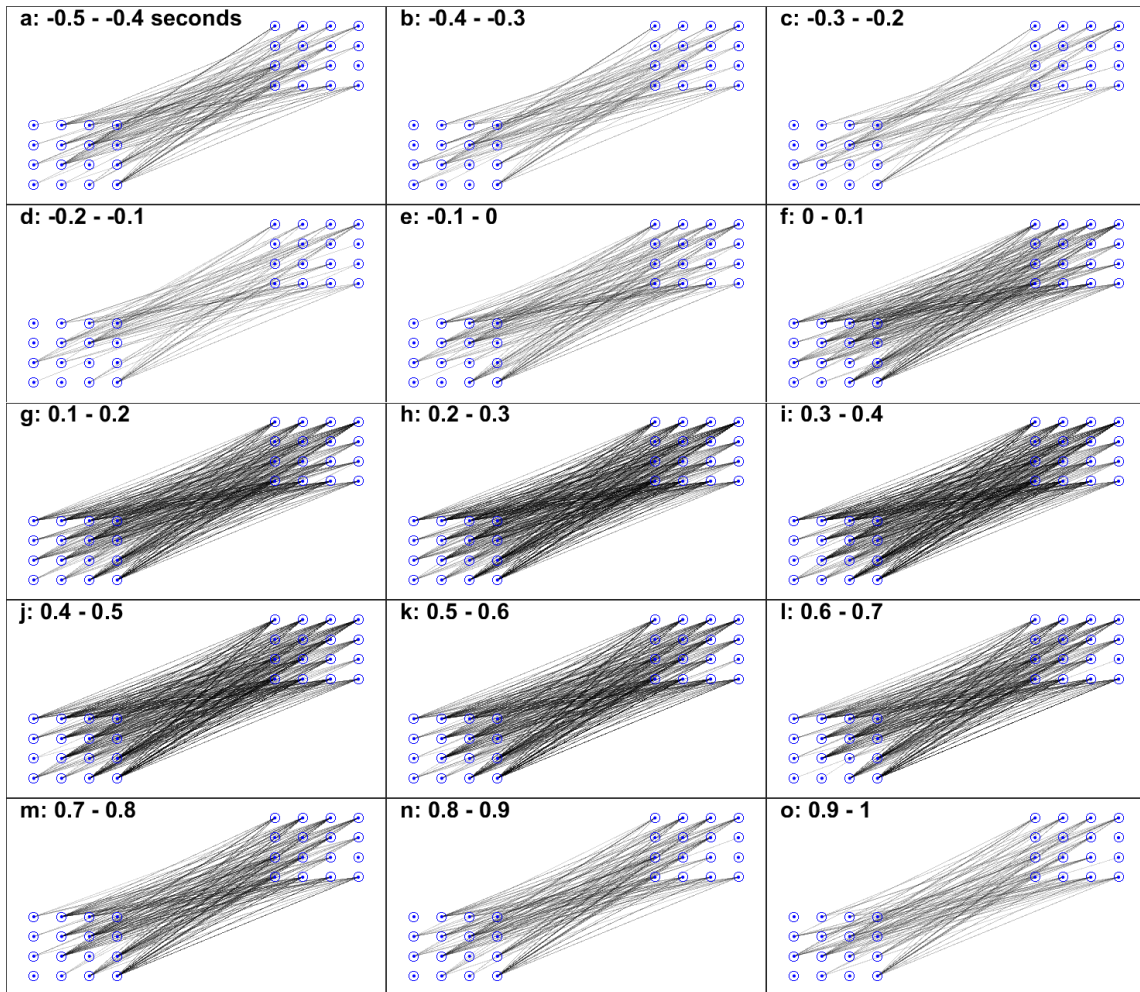 a: -0.5 - -0.4 seconds
b: -0.4 - -0.3
c: -0.3 - -0.2
d: -0.2 - -0.1
e: -0.1 - 0
f: 0 - 0.1
g: 0.1 - 0.2
h: 0.2 - 0.3
i: 0.3 - 0.4
j: 0.4 - 0.5
k: 0.5 - 0.6
l: 0.6 - 0.7
m: 0.7 - 0.8
n: 0.8 - 0.9
o: 0.9 - 1